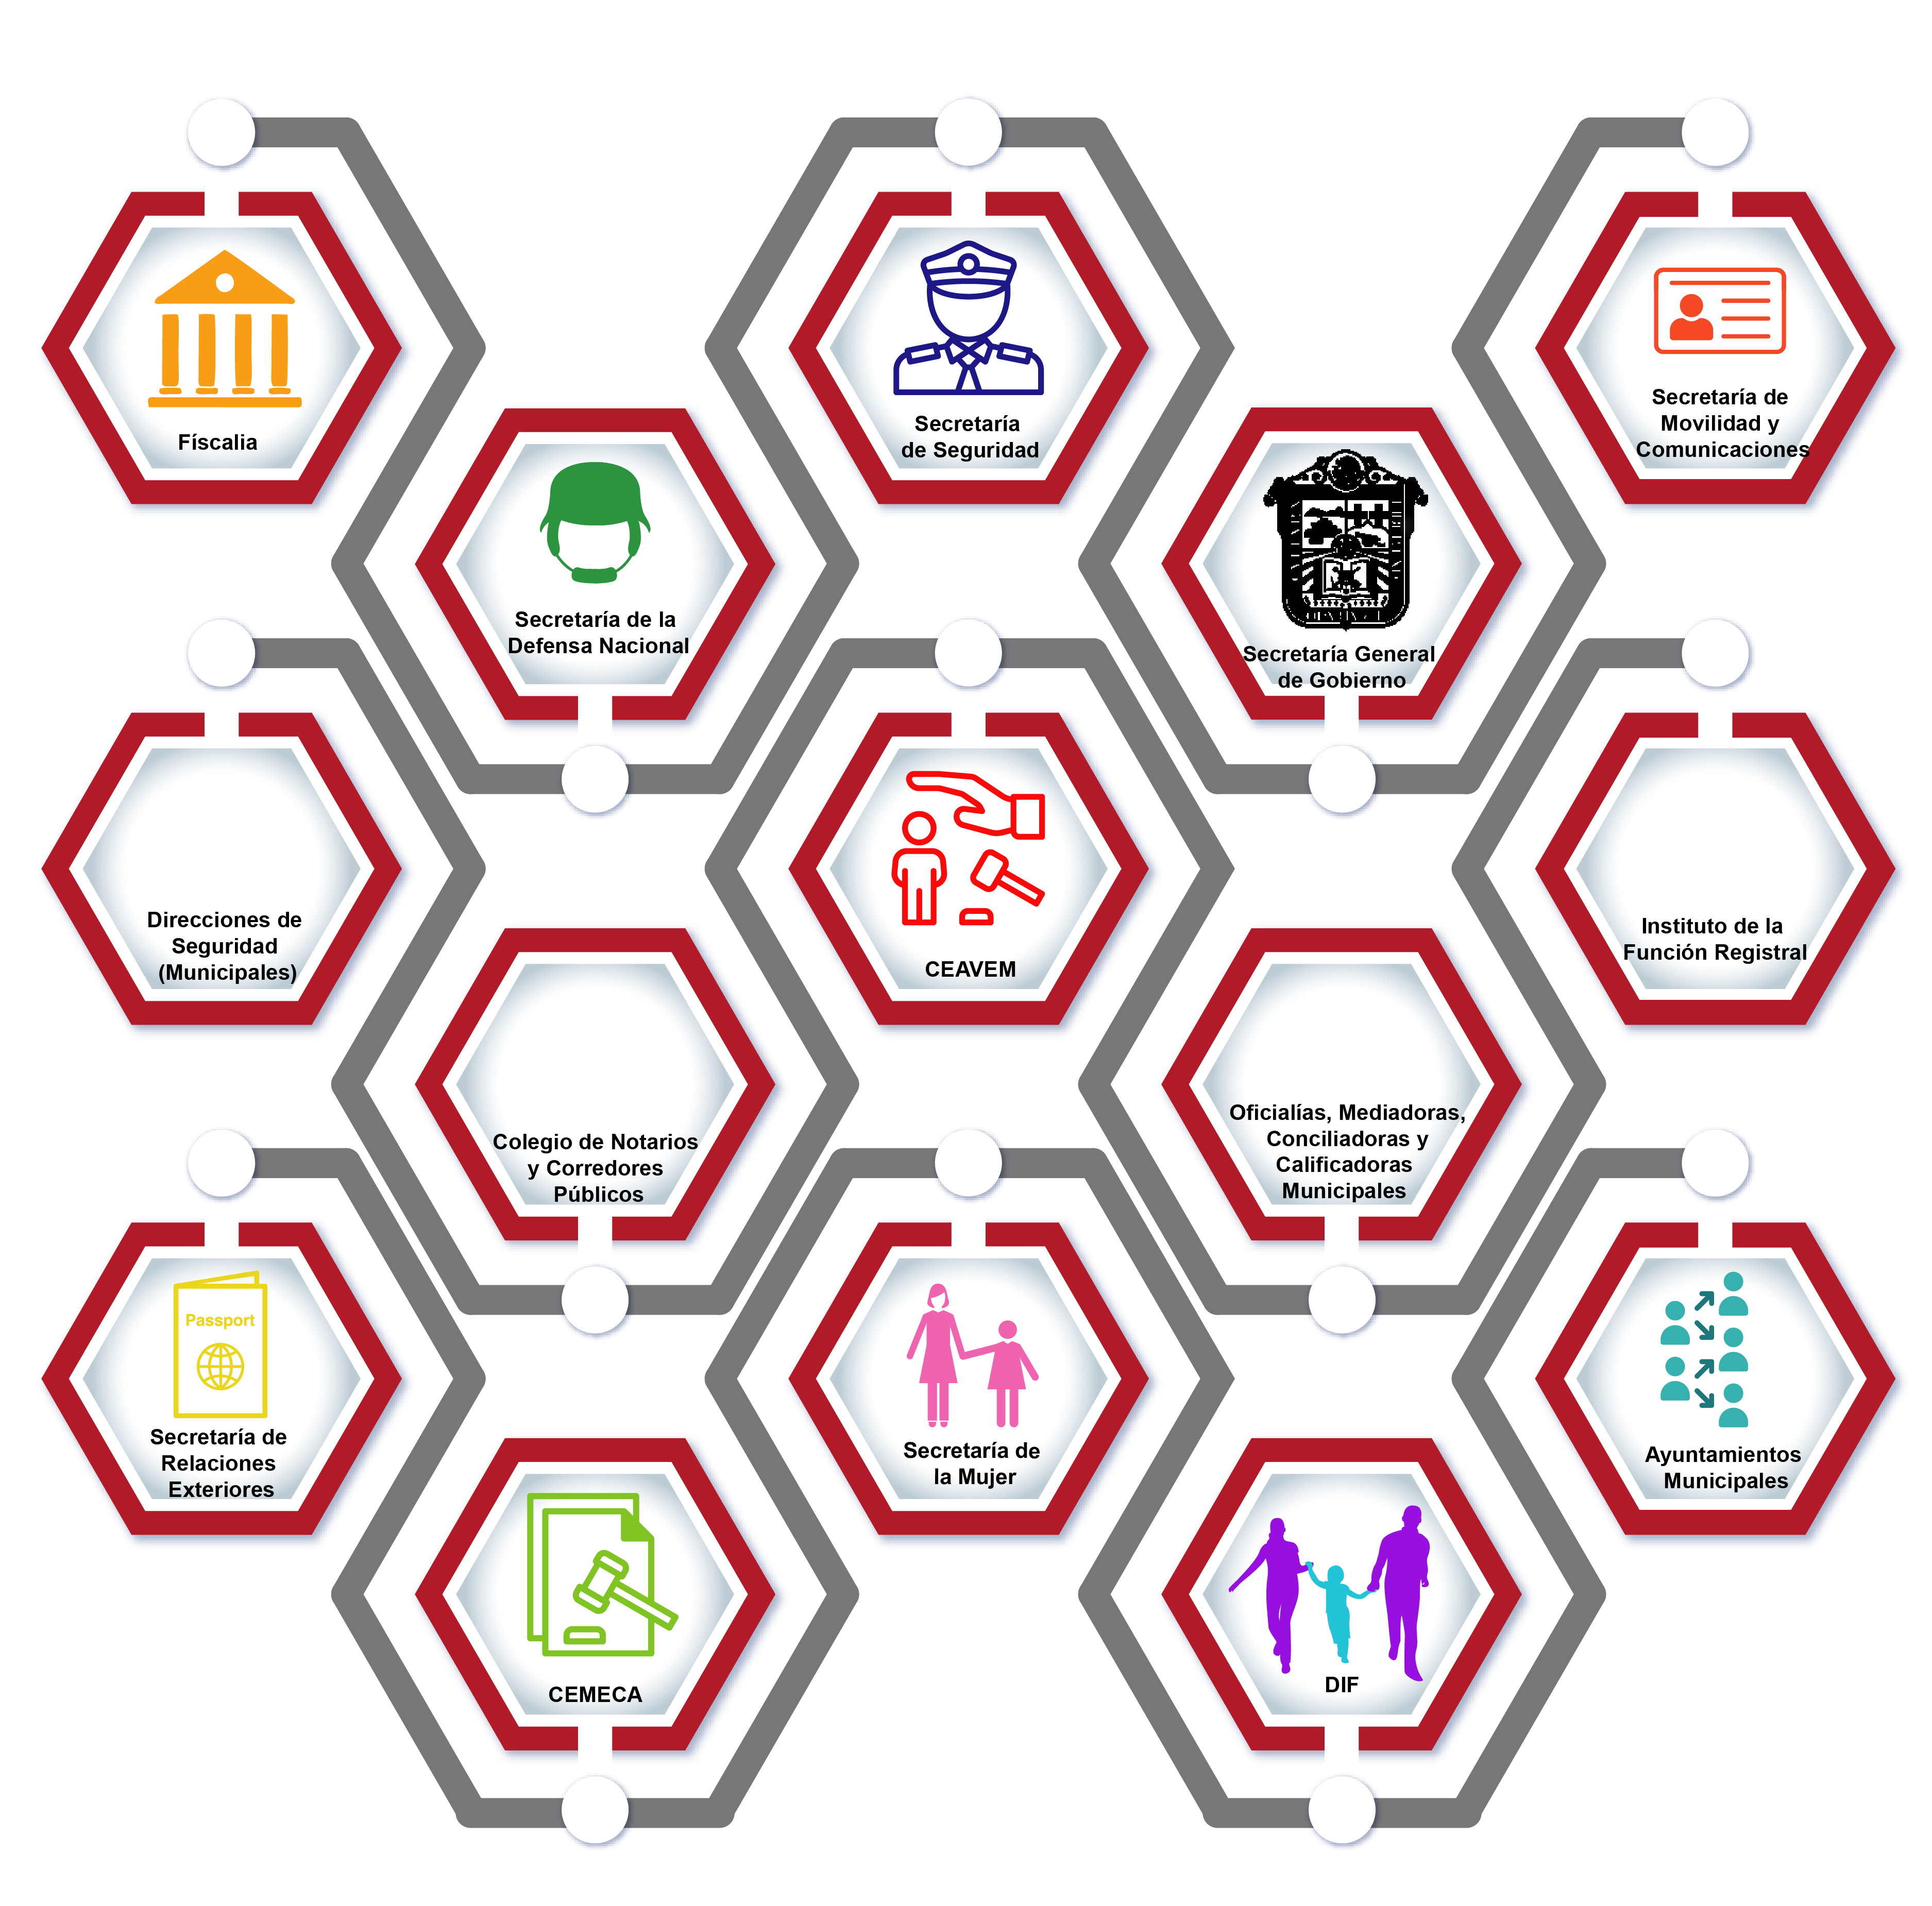 Físcalia
Secretaría de la
Defensa Nacional
Secretaría
de Seguridad
Secretaría General
de Gobierno
Secretaría de
Movilidad y
Comunicaciones
Direcciones de
Seguridad
(Municipales)
Colegio de Notarios
y Corredores
Públicos
CEAVEM
Oficialías, Mediadoras,
Conciliadoras y
Calificadoras
Municipales
Instituto de la
Función Registral
Passport
Secretaría de
Relaciones
Exteriores
CEMECA
Secretaría de
la Mujer
DIF
Ayuntamientos
Municipales